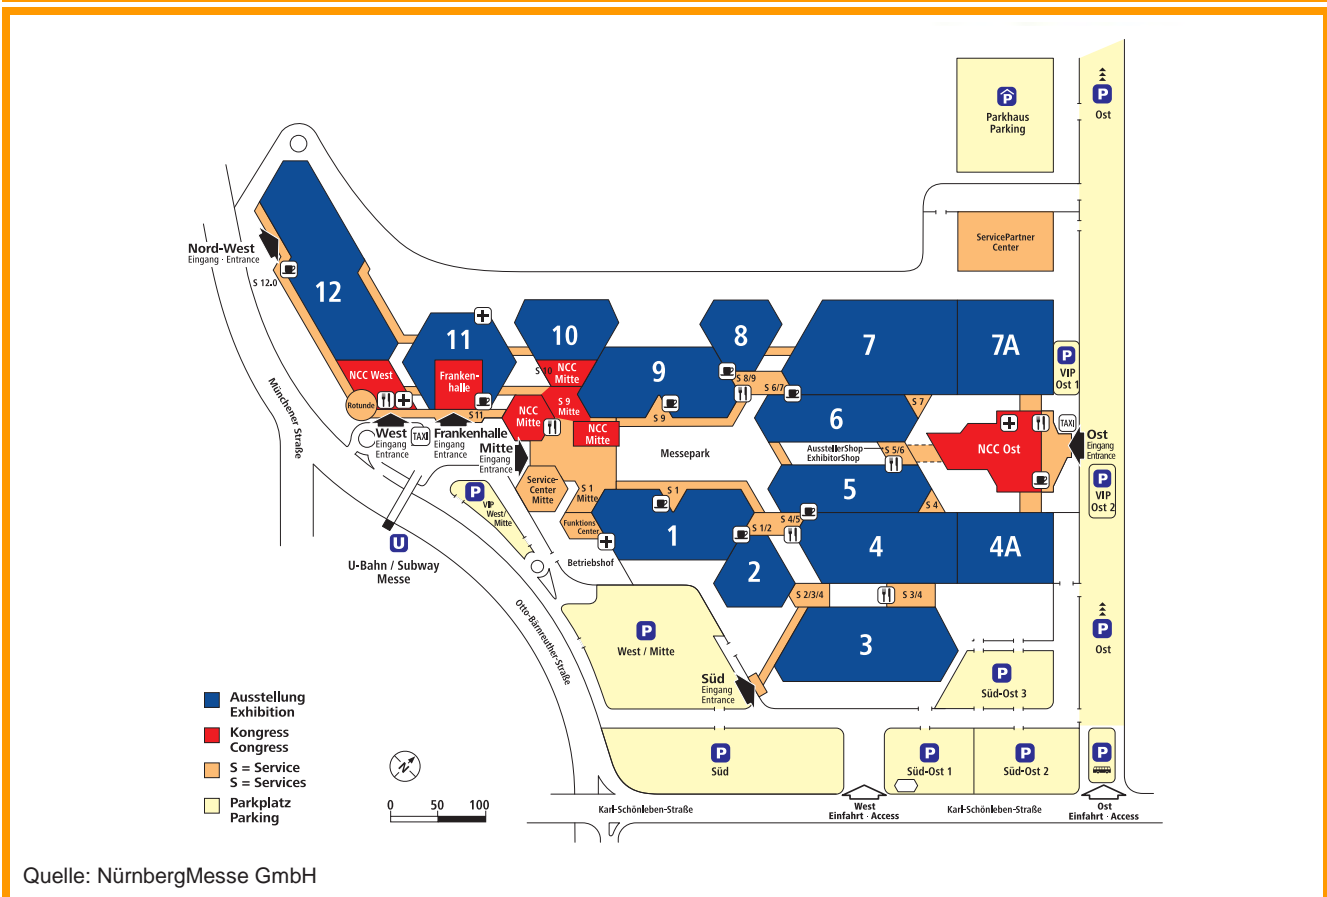 P
Ost
P
Parkhaus
Parking
ServicePartner
Center
Nord-West
Eingang · Entrance
S 12.0
12
11
10
9
8
7
7A
P
VIP
Ost 1
NCC West
Franken-
halle
S 10
NCC
Mitte
S 8/9
S 6/7
Rotunde
S 11
NCC
Mitte
S 9
Mitte
NCC
Mitte
S 9
6
S 7
Münchener Straße
West
Eingang
Entrance
TAXI
Frankenhalle
Eingang
Entrance
Mitte
Eingang
Entrance
Messepark
AusstellerShop
ExhibitorShop
S 5/6
NCC Ost
TAXI
Ost
Eingang
Entrance
P
VIP
Ost 2
Service-
Center
Mitte
S 1
Mitte
S 1
5
S 4
P
VIP
West/
Mitte
Funktions
Center
1
S 1/2
S 4/5
4
4A
U
U-Bahn / Subway
Messe
Betriebshof
2
S 2/3/4
S 3/4
Otto-Bärnreuther-Straße
P
West / Mitte
3
P
Ost
Süd
Eingang
Entrance
P
Süd-Ost 3
Ausstellung
Exhibition
Kongress
Congress
S = Service
S = Services
Parkplatz
Parking
N
0 50 100
P
Süd
P
Süd-Ost 1
P
Süd-Ost 2
P
Karl-Schönleben-Straße
West
Einfahrt · Access
Karl-Schönleben-Straße
Ost
Einfahrt · Access
Quelle: NürnbergMesse GmbH